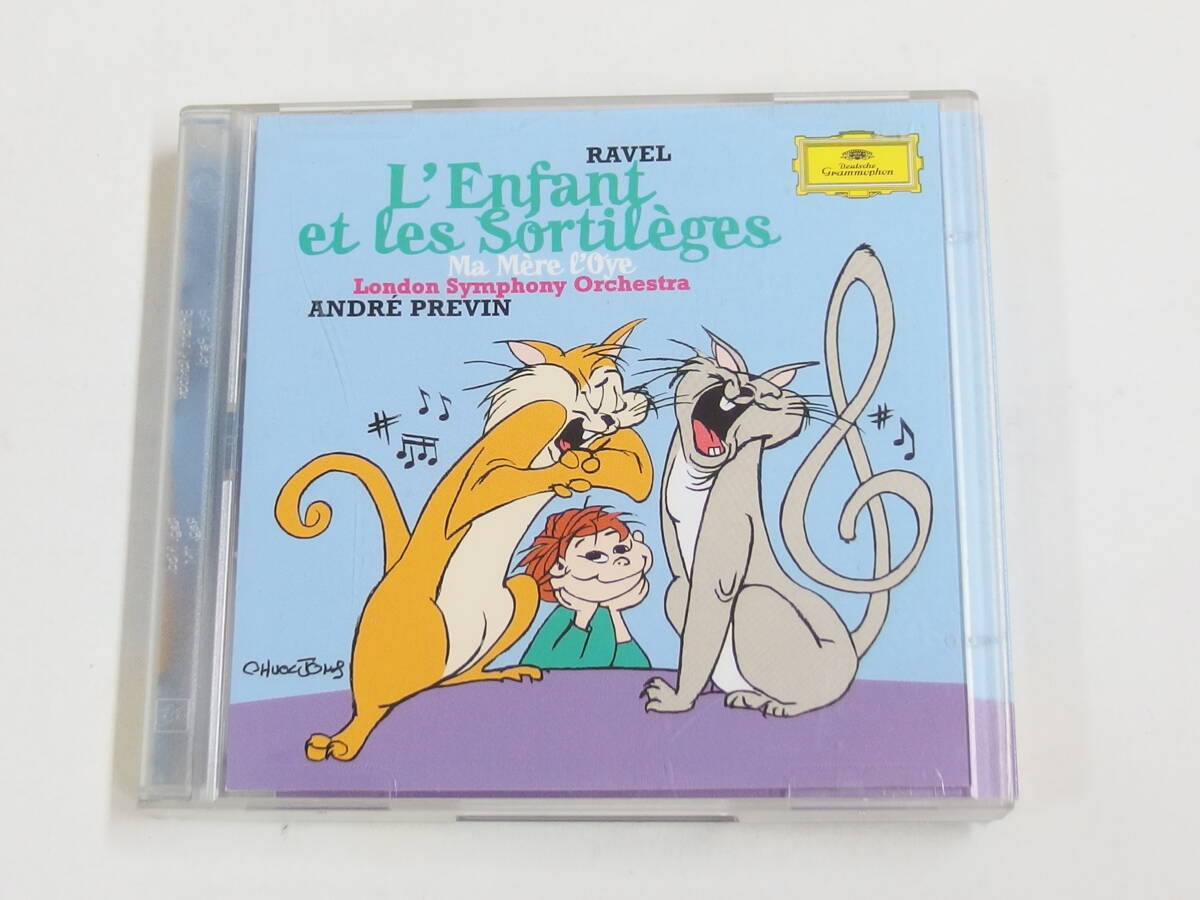 RAVEL
L'Enfant
et les Sortilèges
Ma Mère l'Oye
London Symphony Orchestra
ANDRÉ PREVIN
Deutsche
Grammophon
CHUCK JONES